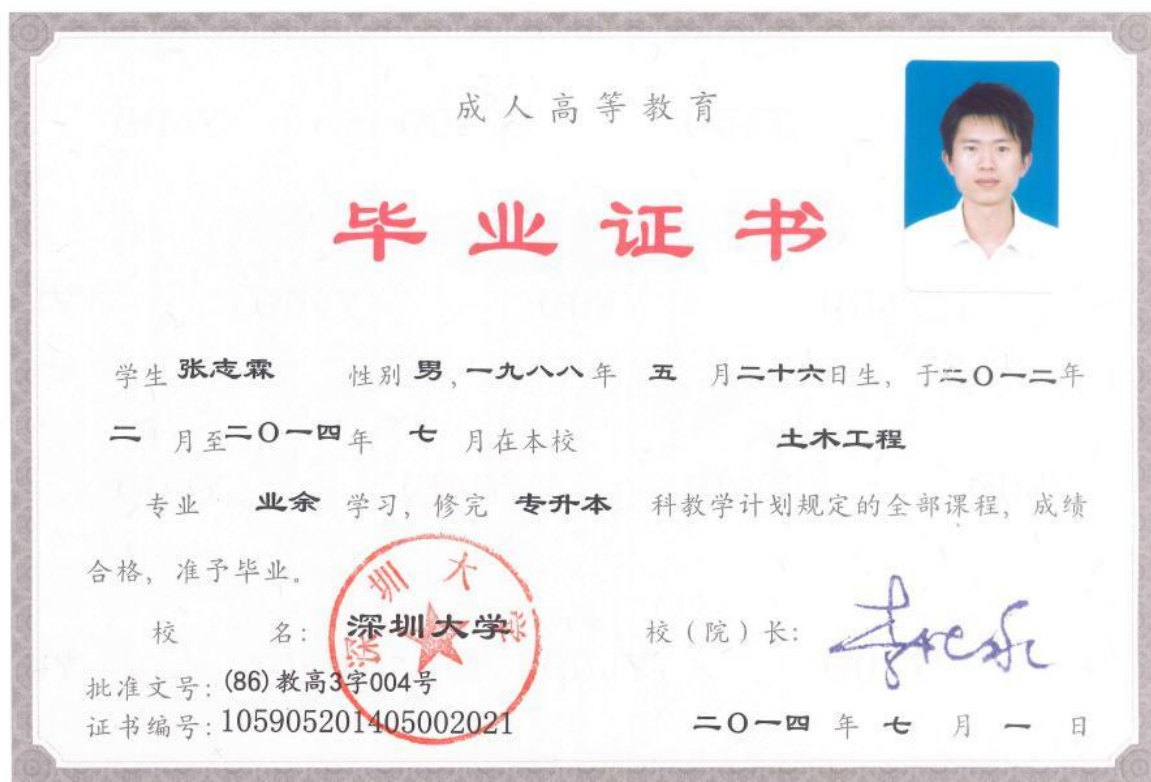 成人高等教育
毕业证书
学生 张志霖 性别 男,一九八八年 五 月二十六日生, 于二〇一二年
二 月至二〇一四年 七 月在本校 土木工程
专业 业余 学习, 修完 专升本 科教学计划规定的全部课程, 成绩
合格, 准予毕业。
深圳大学
校 名: 深圳大学 校(院)长:
批准文号: (86)教高3字004号
证书编号: 105905201405002021 二〇一四 年 七 月 一 日